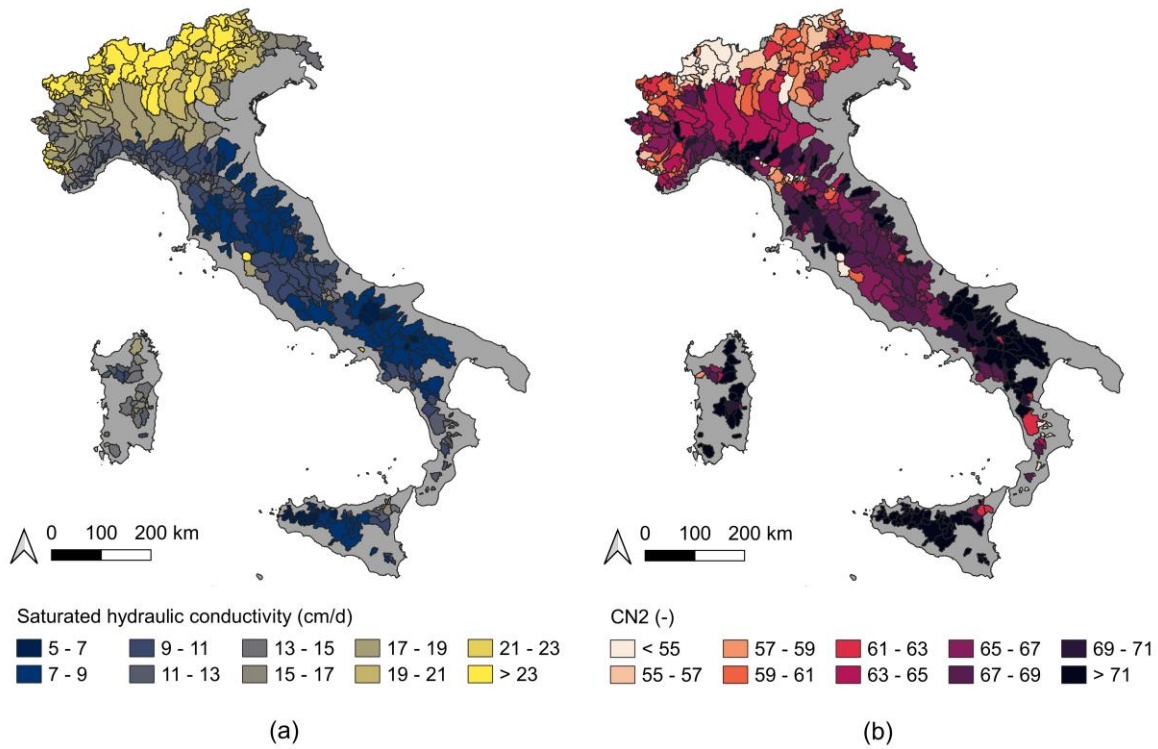 0 100 200 km
0 100 200 km
Saturated hydraulic conductivity (cm/d)
5 - 7 9 - 11 13 - 15 17 - 19 21 - 23
7 - 9 11 - 13 15 - 17 19 - 21 > 23
CN2 (-)
< 55 57 - 59 61 - 63 65 - 67 69 - 71
55 - 57 59 - 61 63 - 65 67 - 69 > 71
(a) (b)